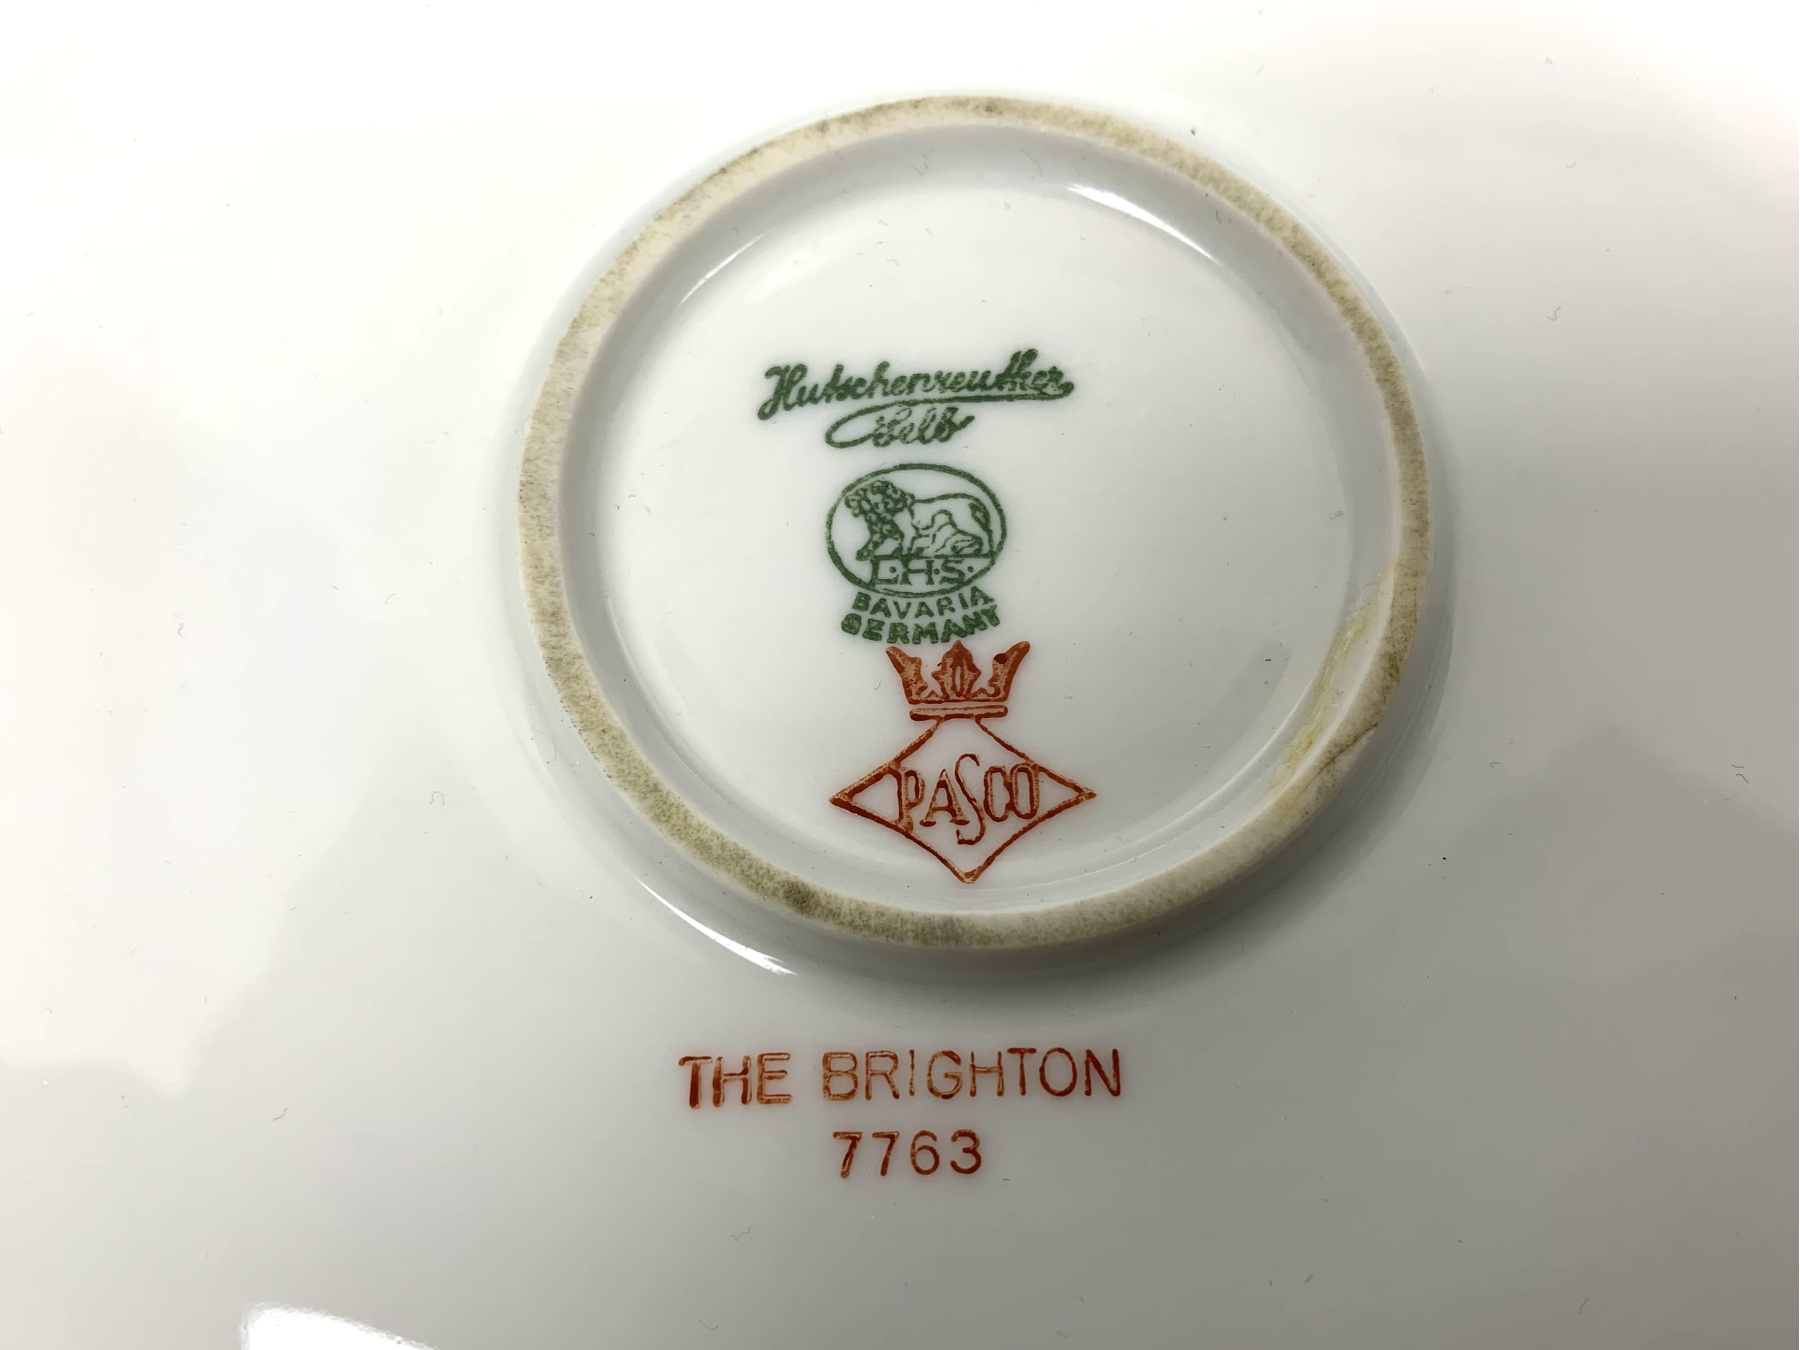 Hutschenreuther
Selb
L.H.S.
BAVARIA
GERMANY
PASCO
THE BRIGHTON
7763